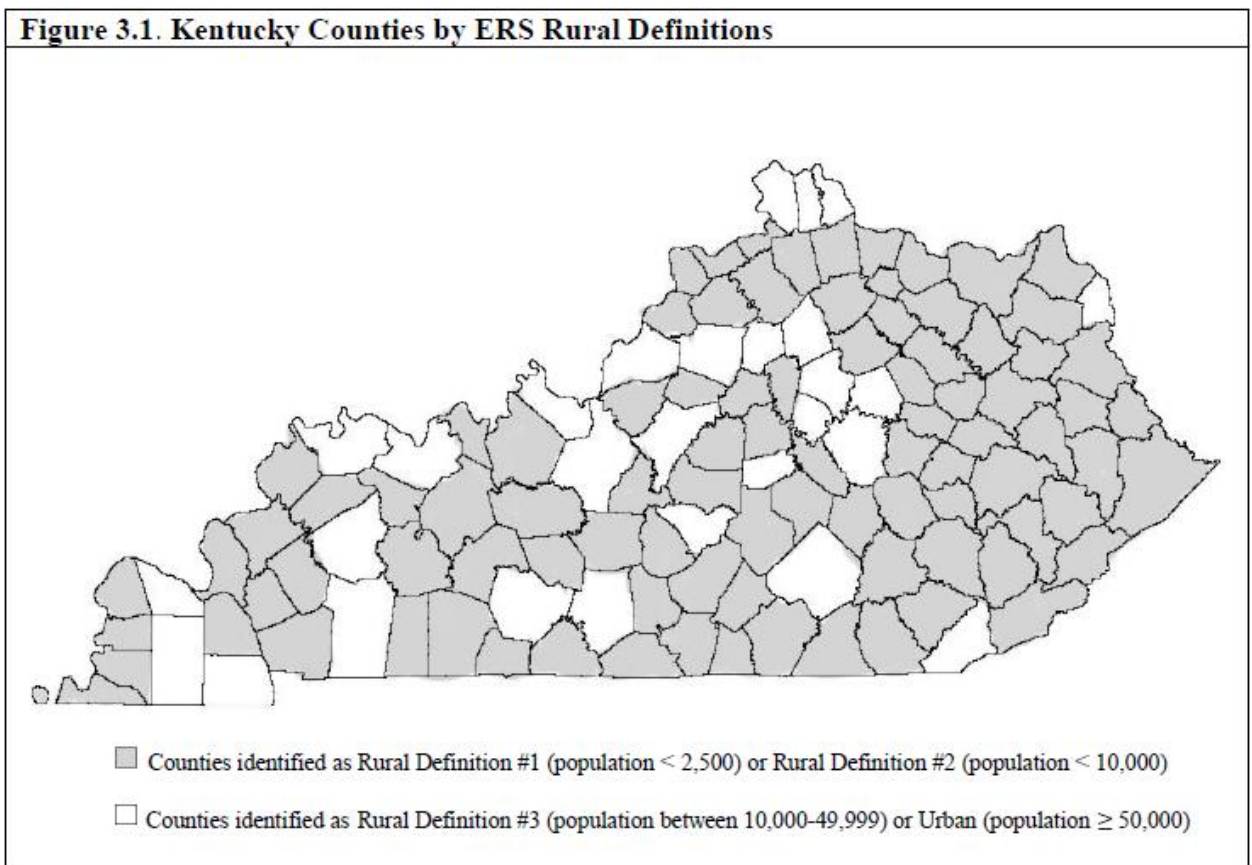 Figure 3.1. Kentucky Counties by ERS Rural Definitions
Counties identified as Rural Definition #1 (population < 2,500) or Rural Definition #2 (population < 10,000)
Counties identified as Rural Definition #3 (population between 10,000-49,999) or Urban (population ≥ 50,000)